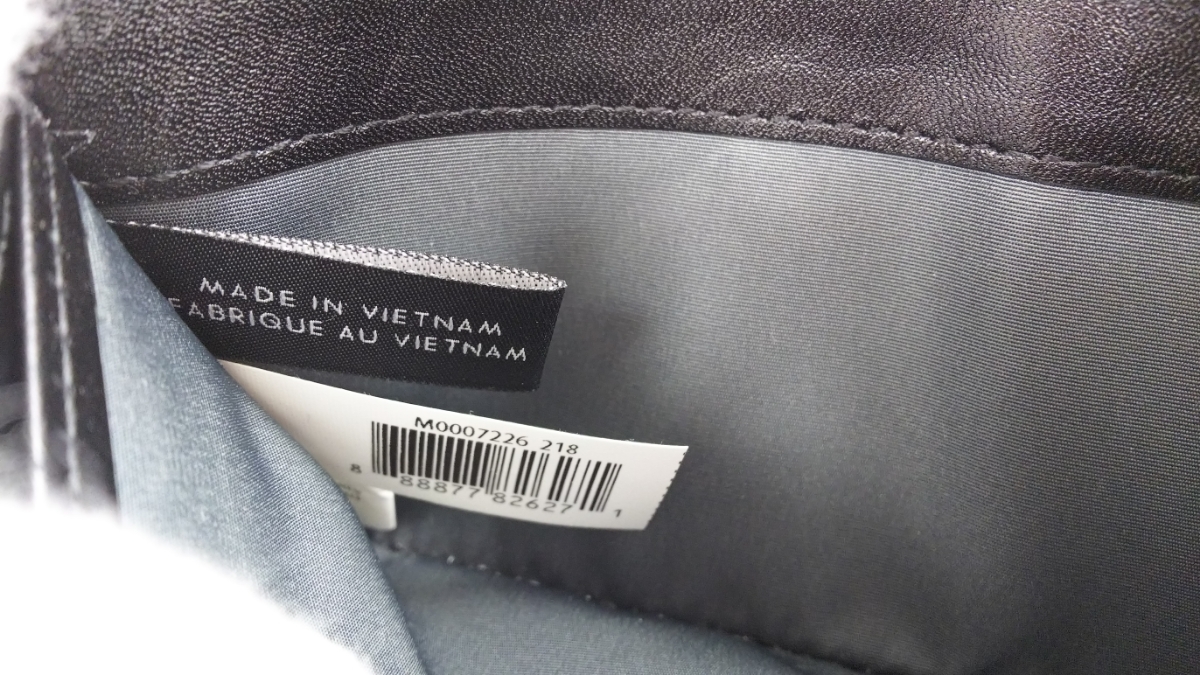 MADE IN VIETNAM
FABRIQUE AU VIETNAM
M0007226 218
8 88877 82627 1